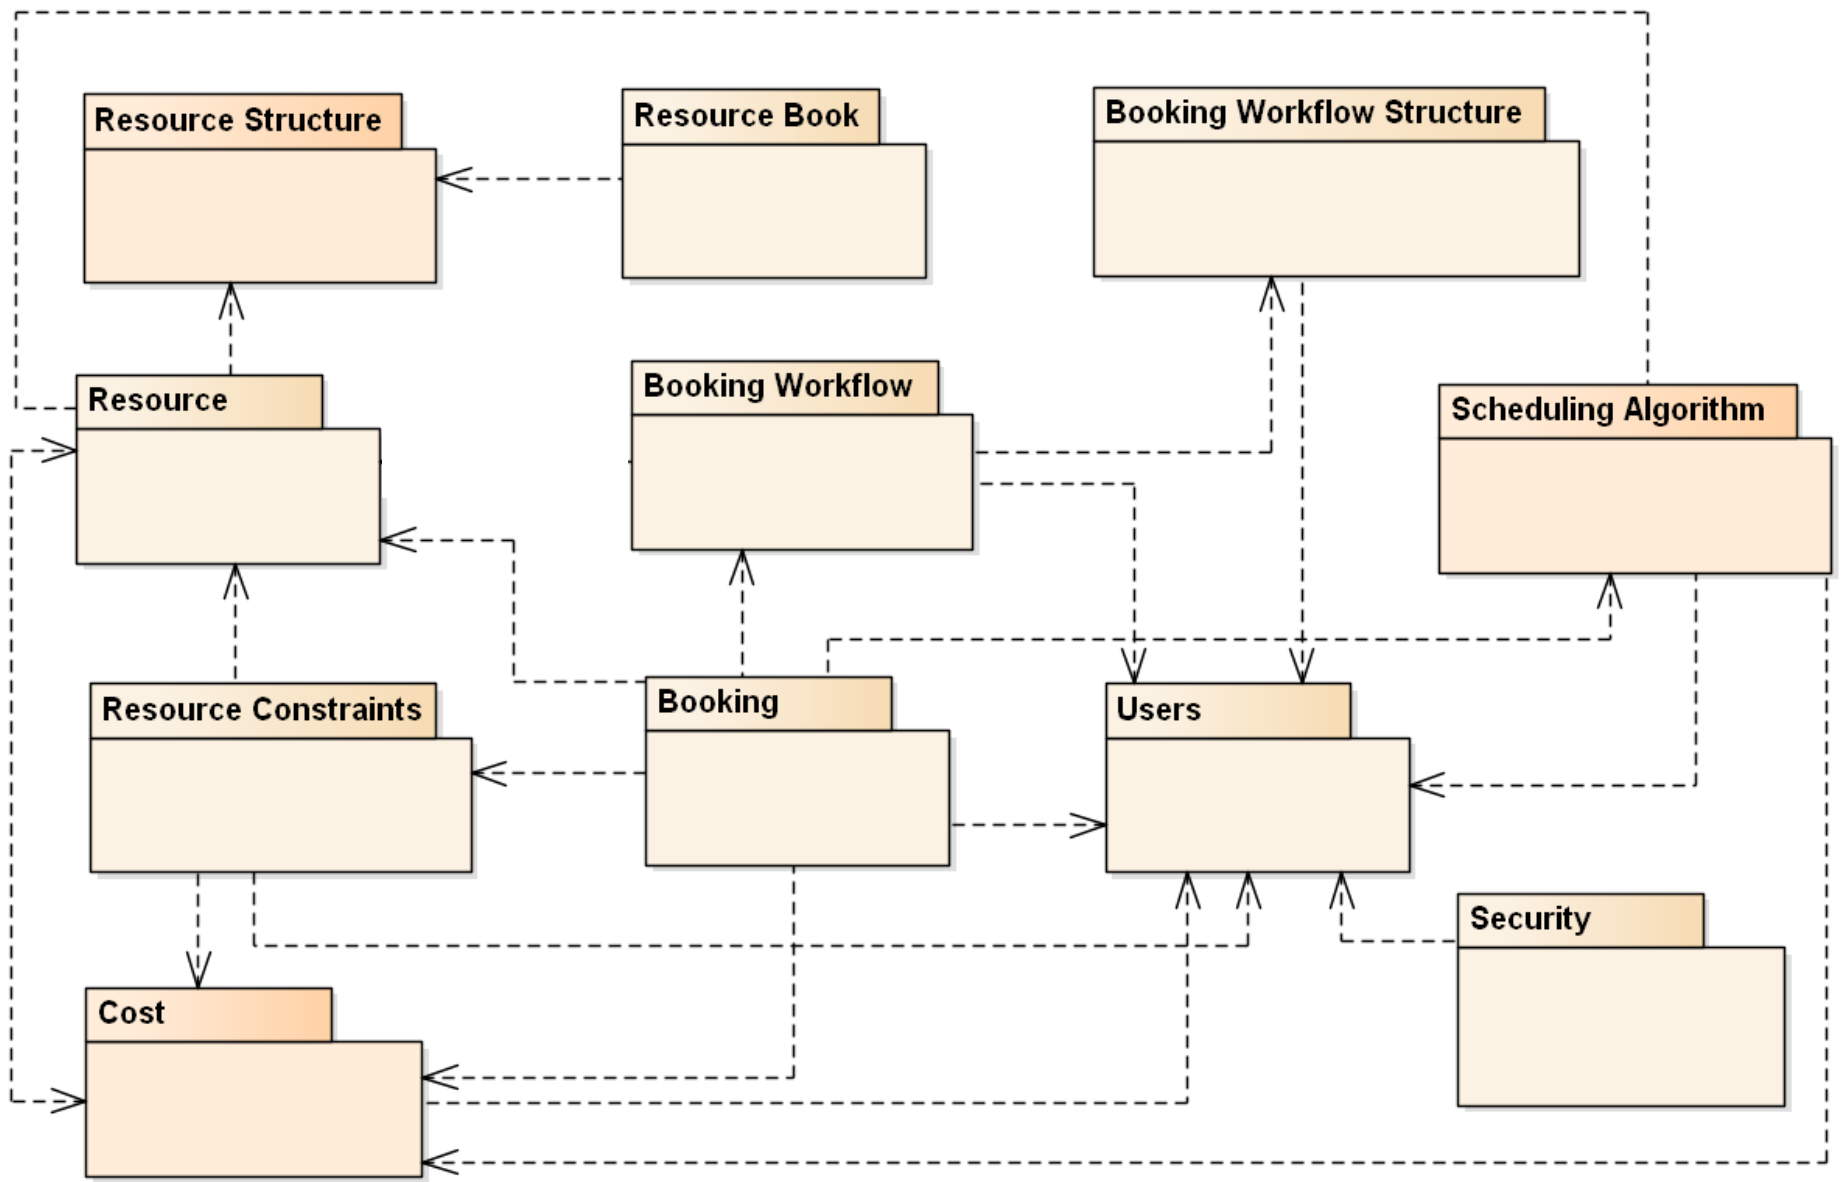 Resource Structure
Resource Book
Booking Workflow Structure
Resource
Booking Workflow
Scheduling Algorithm
Resource Constraints
Booking
Users
Security
Cost